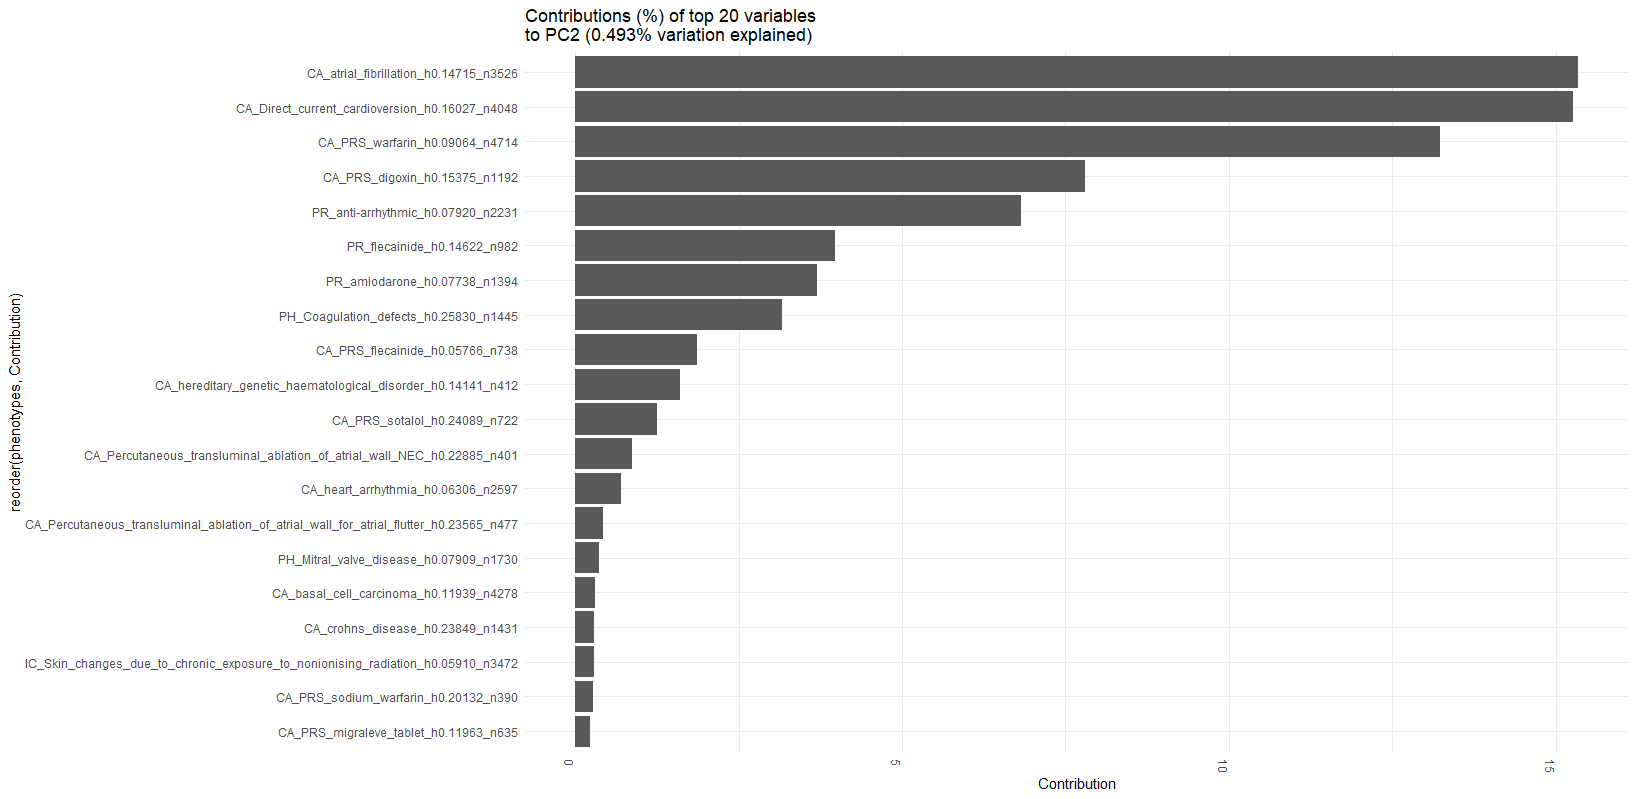 Contributions (%) of top 20 variables
to PC2 (0.493% variation explained)
reorder(phenotypes, Contribution)
CA_atrial_fibrillation_h0.14715_n3526
CA_Direct_current_cardioversion_h0.16027_n4048
CA_PRS_warfarin_h0.09064_n4714
CA_PRS_digoxin_h0.15375_n1192
PR_anti-arrhythmic_h0.07920_n2231
PR_flecainide_h0.14622_n982
PR_amiodarone_h0.07738_n1394
PH_Coagulation_defects_h0.25830_n1445
CA_PRS_flecainide_h0.05766_n738
CA_hereditary_genetic_haematological_disorder_h0.14141_n412
CA_PRS_sotalol_h0.24089_n722
CA_Percutaneous_transluminal_ablation_of_atrial_wall_NEC_h0.22885_n401
CA_heart_arrhythmia_h0.06306_n2597
CA_Percutaneous_transluminal_ablation_of_atrial_wall_for_atrial_flutter_h0.23565_n477
PH_Mitral_valve_disease_h0.07909_n1730
CA_basal_cell_carcinoma_h0.11939_n4278
CA_crohns_disease_h0.23849_n1431
IC_Skin_changes_due_to_chronic_exposure_to_nonionising_radiation_h0.05910_n3472
CA_PRS_sodium_warfarin_h0.20132_n390
CA_PRS_migraleve_tablet_h0.11963_n635
0
5
10
15
Contribution